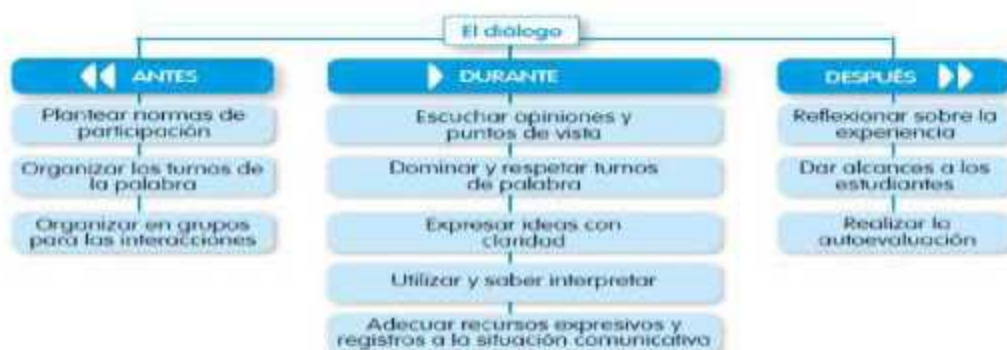 El diálogo
ANTES
Plantear normas de
participación
Organizar los turnos de
la palabra
Organizar en grupos
para las interacciones
DURANTE
Escuchar opiniones y
puntos de vista
Dominar y respetar turnos
de palabra
Expresar ideas con
claridad
Utilizar y saber interpretar
Adecuar recursos expresivos y
registros a la situación comunicativa
DESPUÉS
Reflexionar sobre la
experiencia
Dar alcances a los
estudiantes
Realizar la
autoevaluación